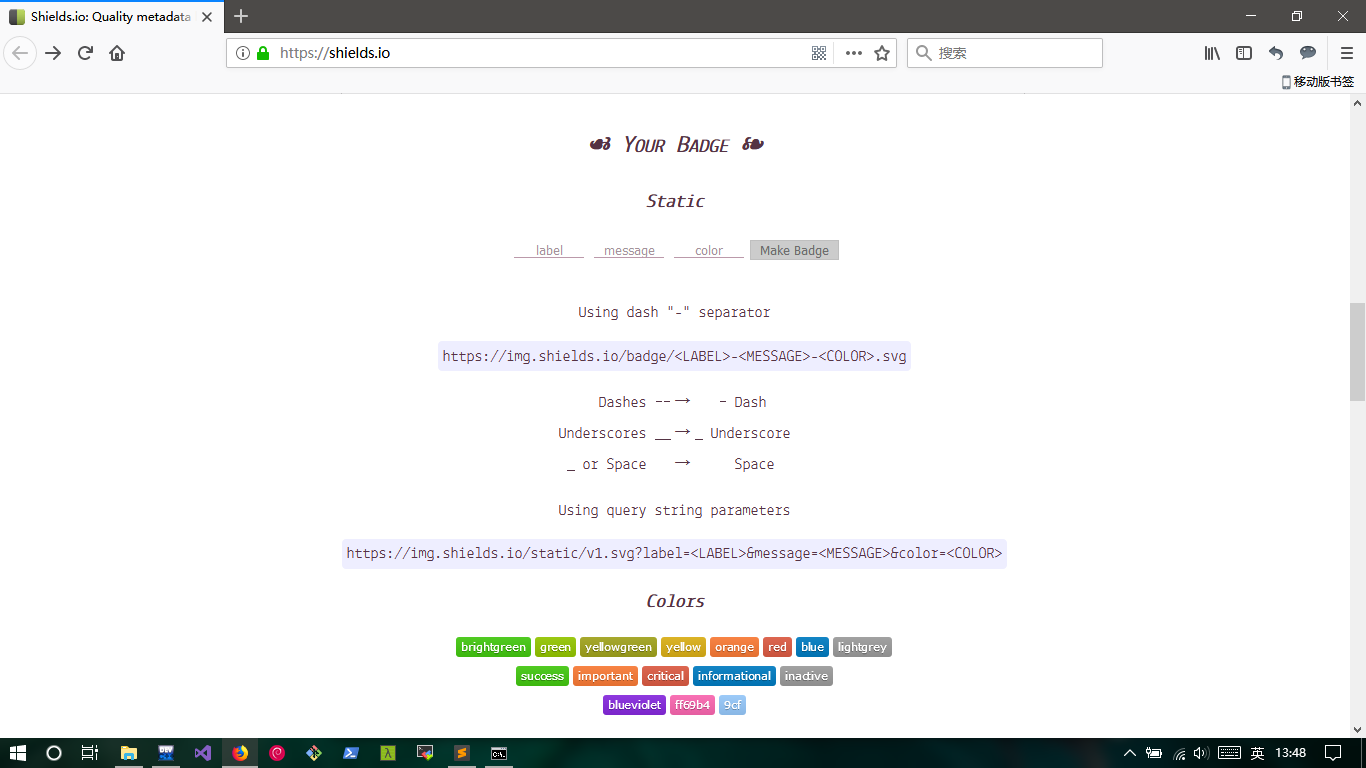 Shields.io: Quality metadata
https://shields.io
搜索
移动版书签
☙ Your Badge ❧
Static
label message color Make Badge
Using dash "-" separator
https://img.shields.io/badge/<LABEL>-<MESSAGE>-<COLOR>.svg
Dashes -- → - Dash
Underscores __ → _ Underscore
_ or Space → Space
Using query string parameters
https://img.shields.io/static/v1.svg?label=<LABEL>&message=<MESSAGE>&color=<COLOR>
Colors
brightgreen green yellowgreen yellow orange red blue lightgrey
success important critical informational inactive
blueviolet ff69b4 9cf
英 13:48